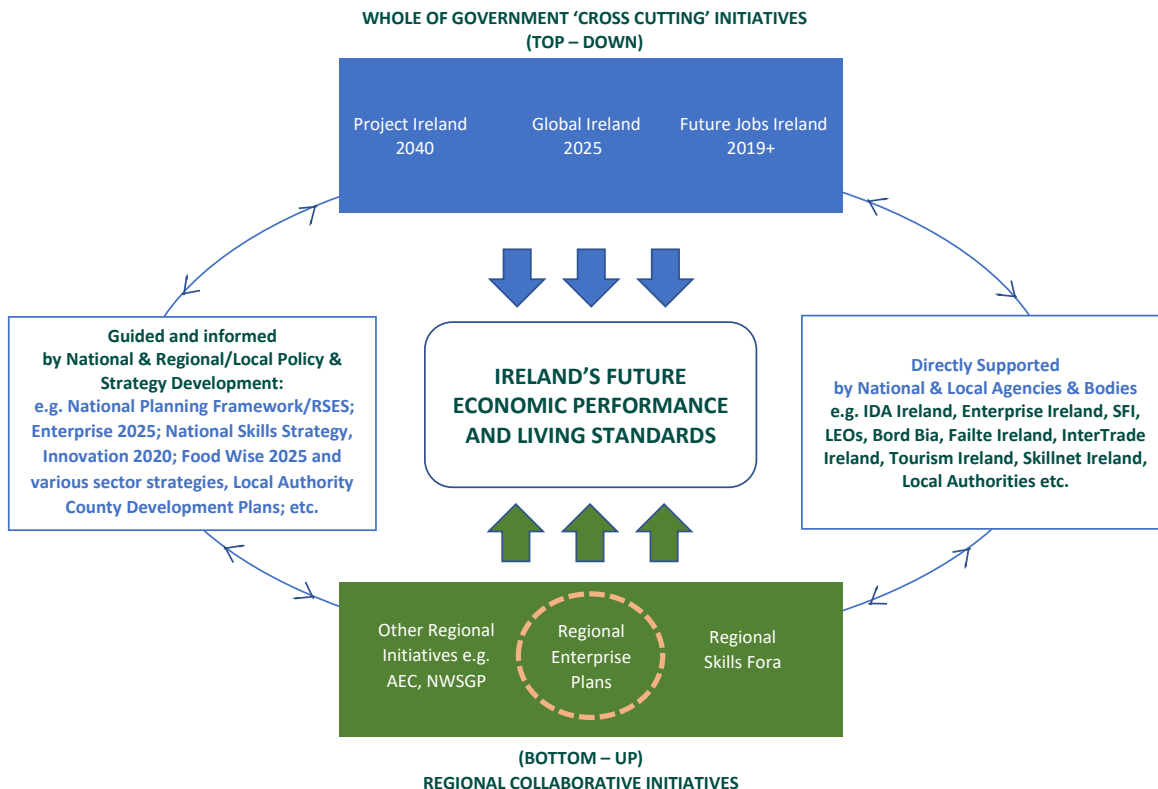 WHOLE OF GOVERNMENT ‘CROSS CUTTING’ INITIATIVES
(TOP – DOWN)
Project Ireland
2040
Global Ireland
2025
Future Jobs Ireland
2019+
Guided and informed
by National & Regional/Local Policy &
Strategy Development:
e.g. National Planning Framework/RSES;
Enterprise 2025; National Skills Strategy,
Innovation 2020; Food Wise 2025 and
various sector strategies, Local Authority
County Development Plans; etc.
IRELAND’S FUTURE
ECONOMIC PERFORMANCE
AND LIVING STANDARDS
Directly Supported
by National & Local Agencies & Bodies
e.g. IDA Ireland, Enterprise Ireland, SFI,
LEOs, Bord Bia, Failte Ireland, InterTrade
Ireland, Tourism Ireland, Skillnet Ireland,
Local Authorities etc.
Other Regional
Initiatives e.g.
AEC, NWSGP
Regional
Enterprise
Plans
Regional
Skills Fora
(BOTTOM – UP)
REGIONAL COLLABORATIVE INITIATIVES